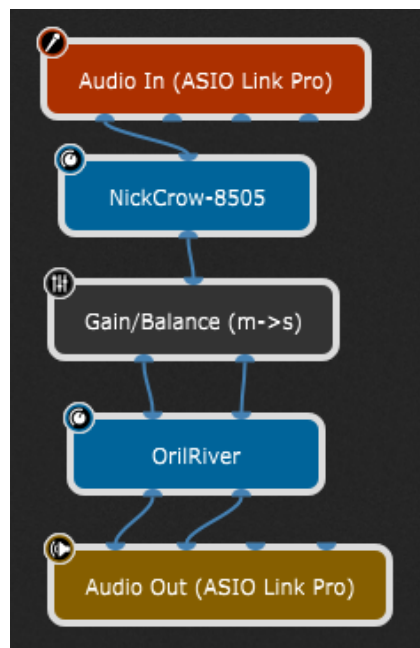 Audio In (ASIO Link Pro)
NickCrow-8505
Gain/Balance (m->s)
OrilRiver
Audio Out (ASIO Link Pro)